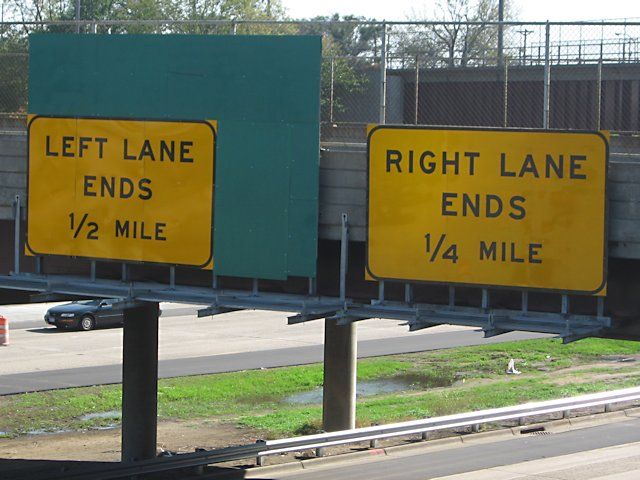 LEFT LANE
ENDS
1/2 MILE
RIGHT LANE
ENDS
1/4 MILE